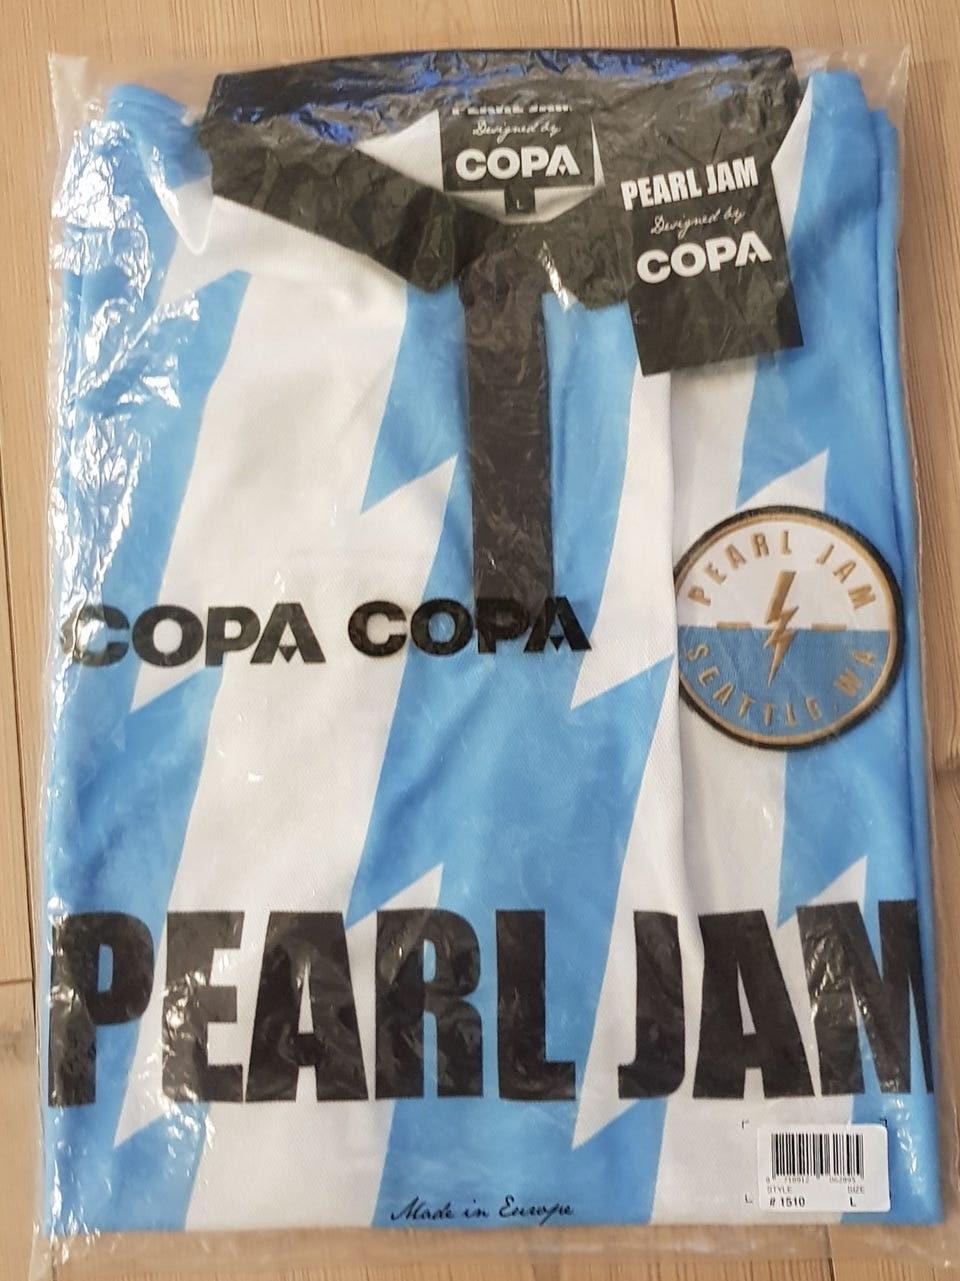 PEARL JAM
Designed by
COPA
L
PEARL JAM
Designed by
COPA
COPA COPA
PEARL JAM
SEATTLE WA
PEARL JAM
STYLE SIZE
# 1510 L
Made in Europe